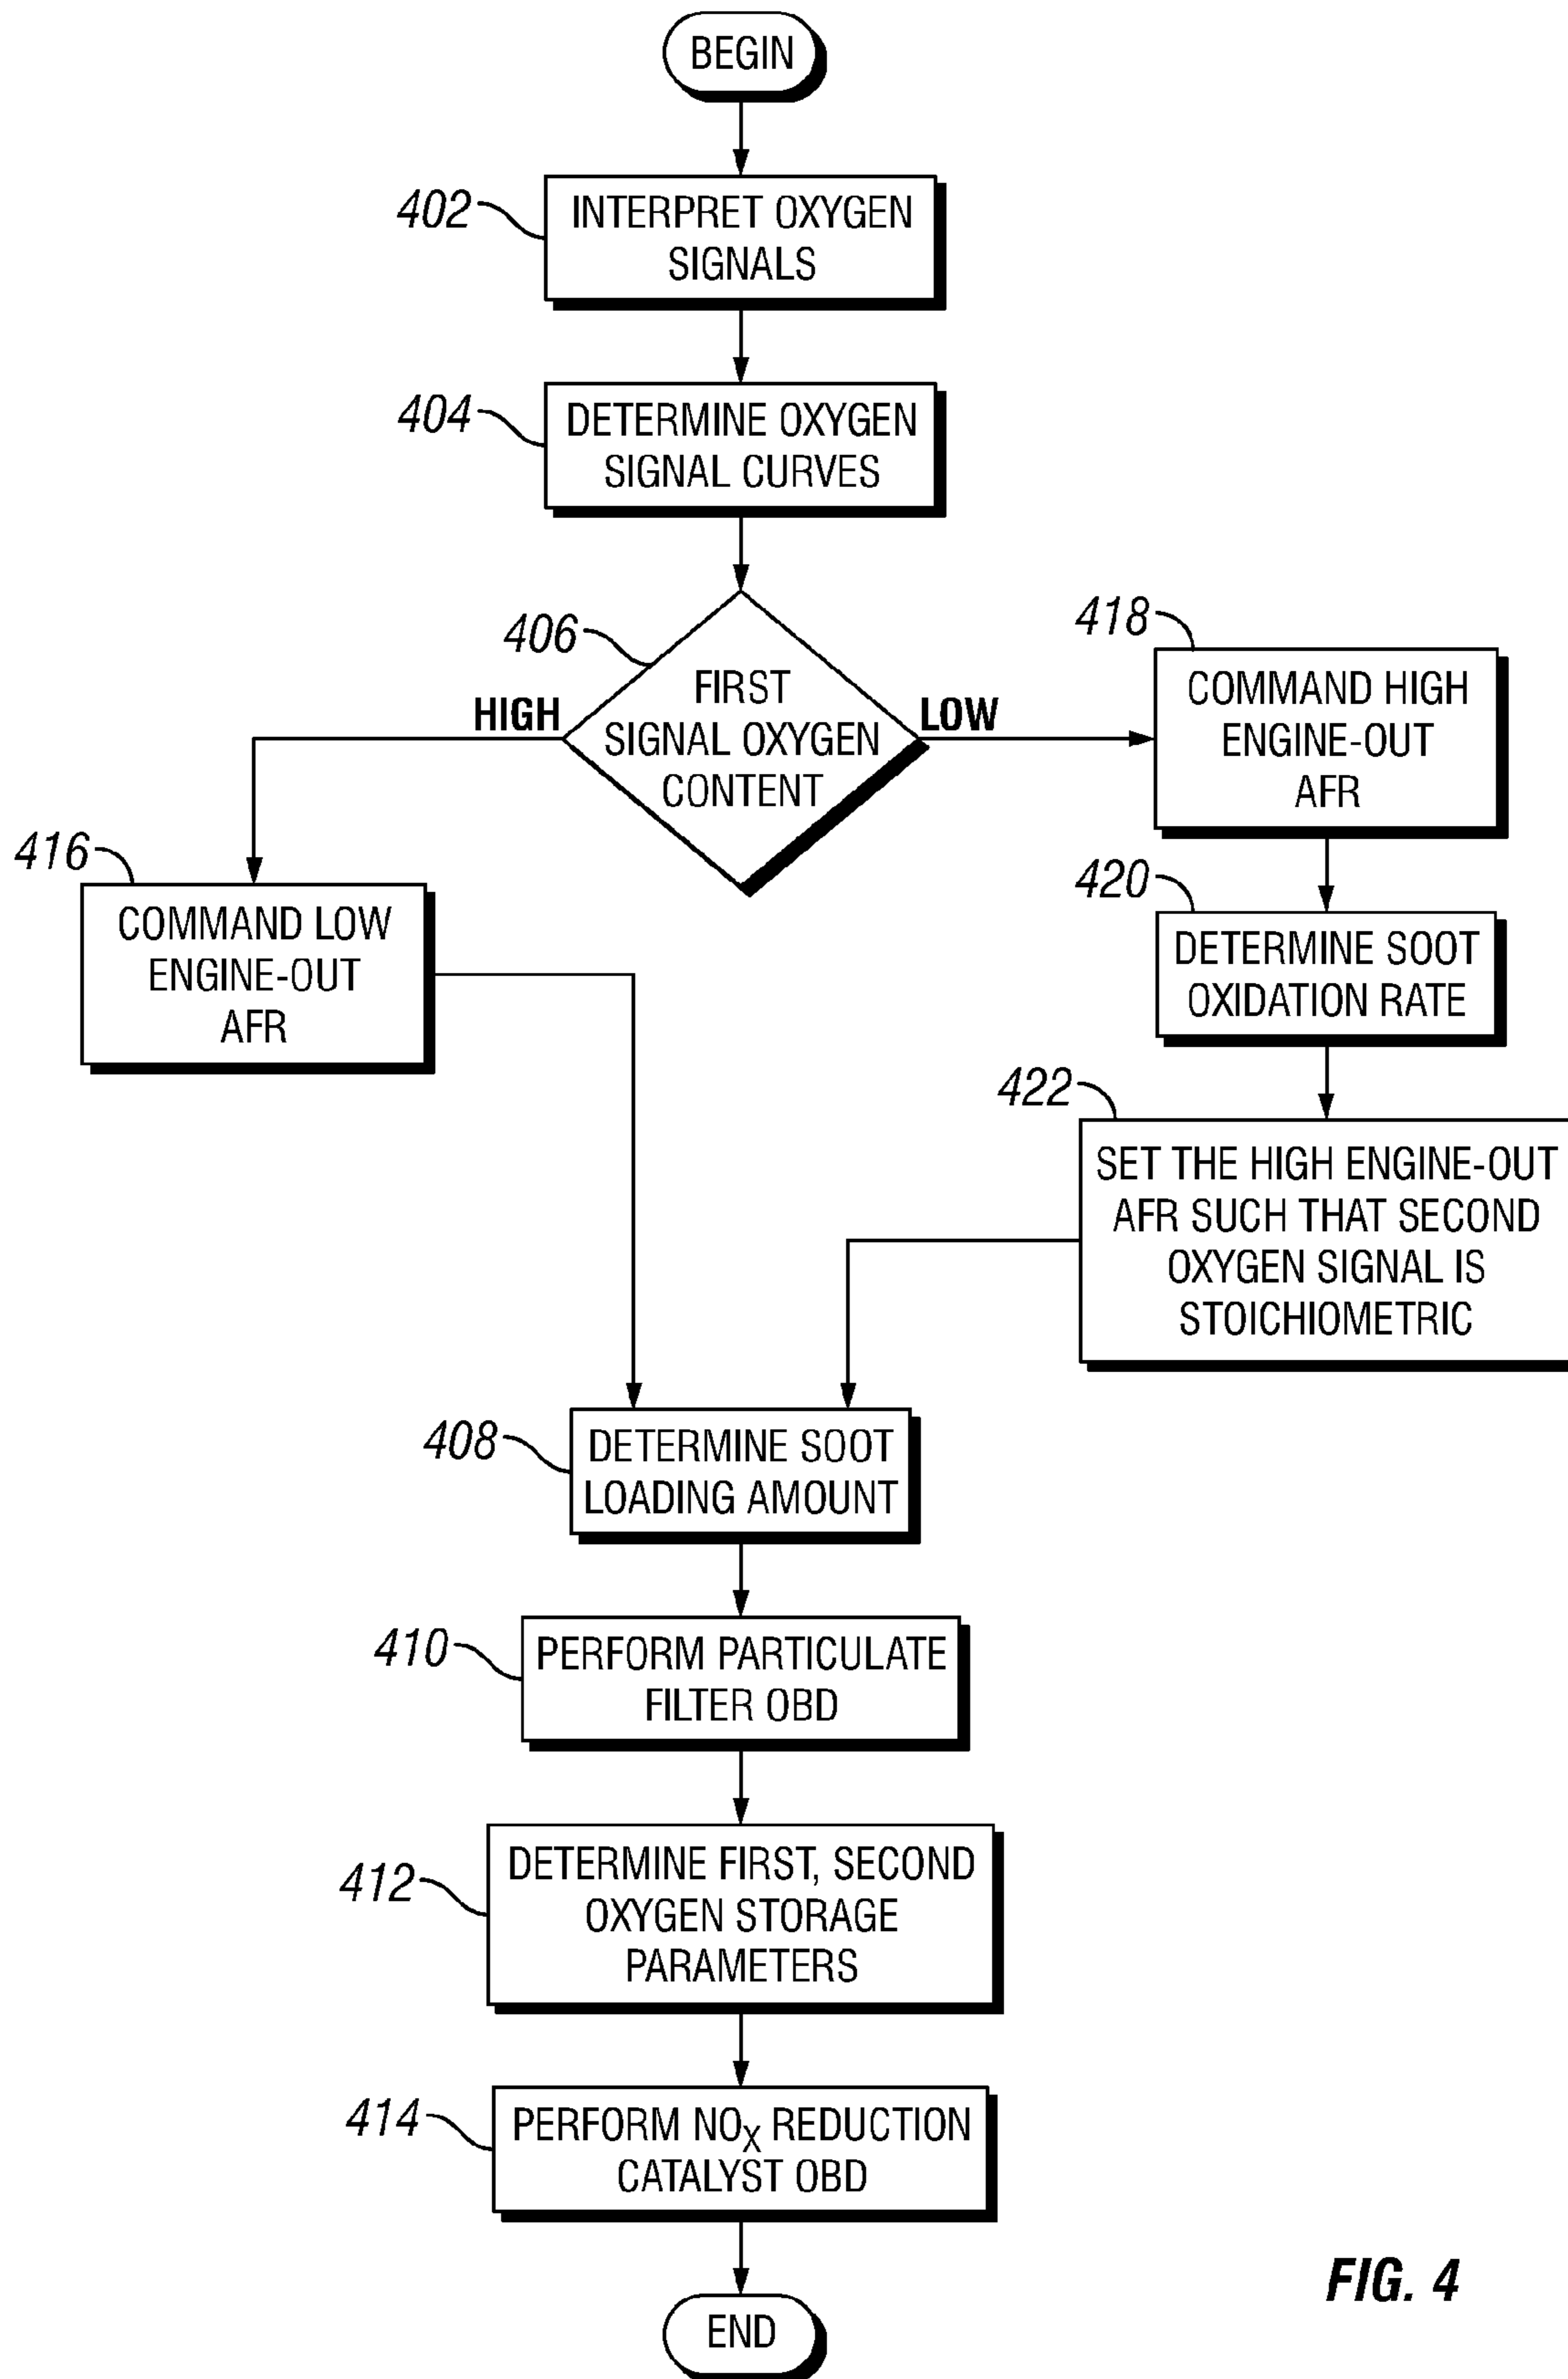 BEGIN
402
INTERPRET OXYGEN
SIGNALS
404
DETERMINE OXYGEN
SIGNAL CURVES
406
FIRST
SIGNAL OXYGEN
CONTENT
HIGH
LOW
418
COMMAND HIGH
ENGINE-OUT
AFR
416
COMMAND LOW
ENGINE-OUT
AFR
420
DETERMINE SOOT
OXIDATION RATE
422
SET THE HIGH ENGINE-OUT
AFR SUCH THAT SECOND
OXYGEN SIGNAL IS
STOICHIOMETRIC
408
DETERMINE SOOT
LOADING AMOUNT
410
PERFORM PARTICULATE
FILTER OBD
412
DETERMINE FIRST, SECOND
OXYGEN STORAGE
PARAMETERS
414
PERFORM NOX REDUCTION
CATALYST OBD
END
FIG. 4